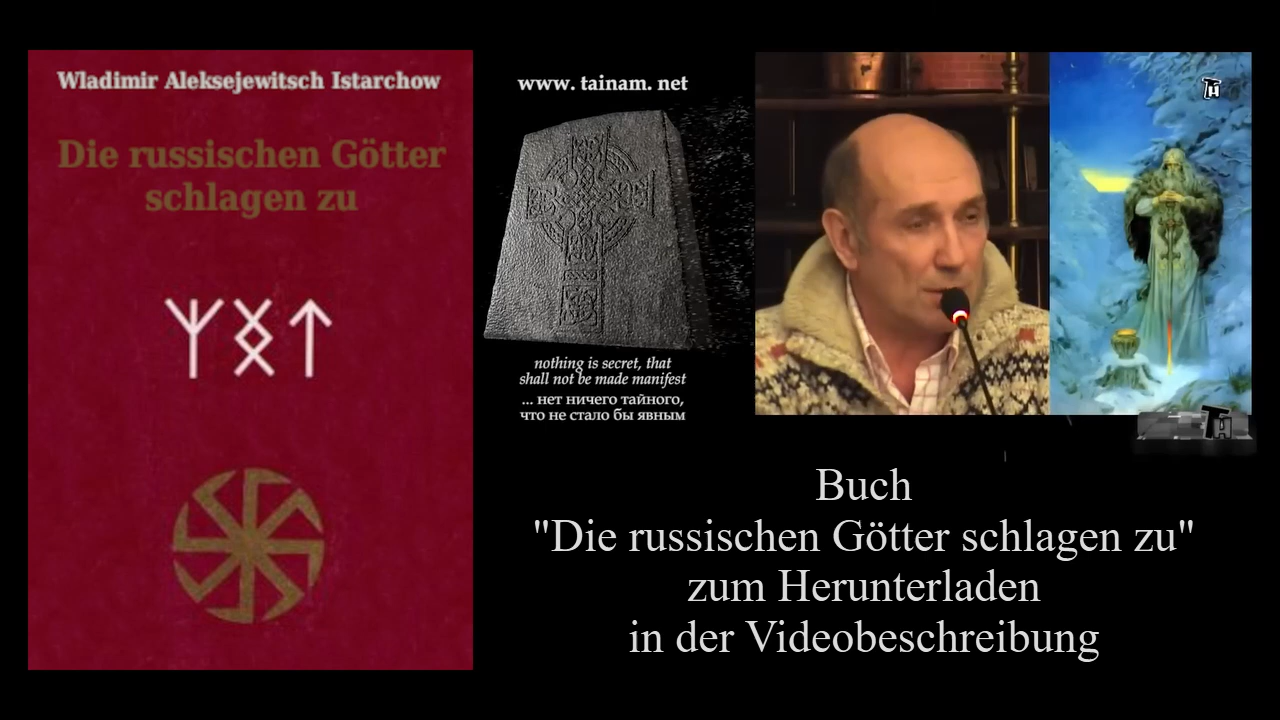 Wladimir Aleksejewitsch Istarchow
Die russischen Götter
schlagen zu
ᛉᛝᛏ
www. tainam. net
nothing is secret, that
shall not be made manifest
... нет ничего тайного,
что не стало бы явным
Buch
"Die russischen Götter schlagen zu"
zum Herunterladen
in der Videobeschreibung